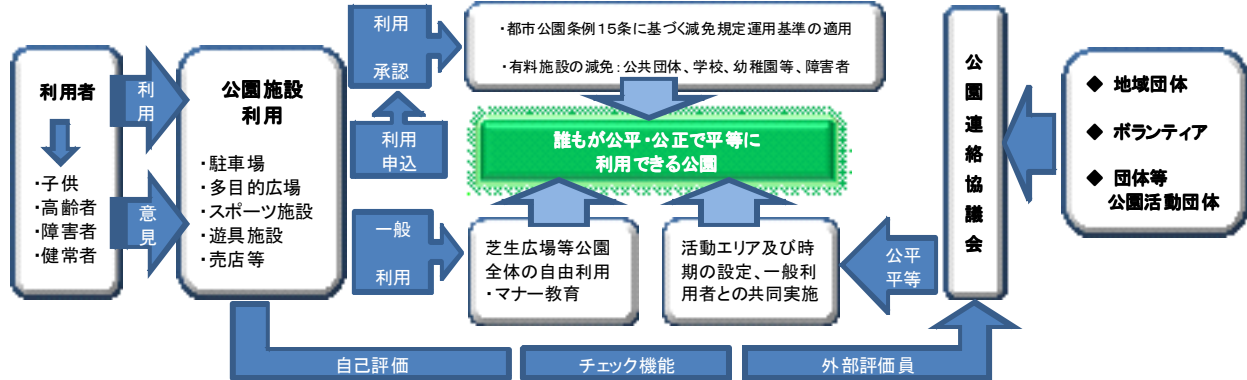 利用者
・子供
・高齢者
・障害者
・健常者
利
用
意
見
公園施設
利用
・駐車場
・多目的広場
・スポーツ施設
・遊具施設
・売店等
利用
承認
利用
申込
一般
利用
・都市公園条例15条に基づく減免規定運用基準の適用
・有料施設の減免：公共団体、学校、幼稚園等、障害者
誰もが公平・公正で平等に
利用できる公園
芝生広場等公園
全体の自由利用
・マナー教育
活動エリア及び時
期の設定、一般利
用者との共同実施
公平
平等
公園連絡協議会
◆ 地域団体
◆ ボランティア
◆ 団体等
公園活動団体
自己評価
チェック機能
外部評価員